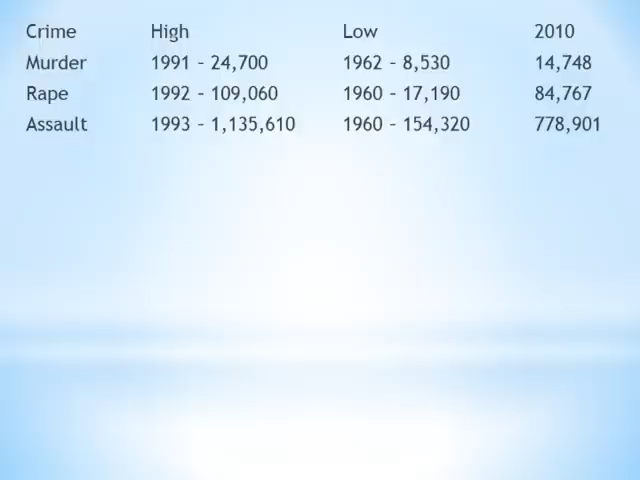 Crime High Low 2010
Murder 1991 – 24,700 1962 – 8,530 14,748
Rape 1992 – 109,060 1960 – 17,190 84,767
Assault 1993 – 1,135,610 1960 – 154,320 778,901